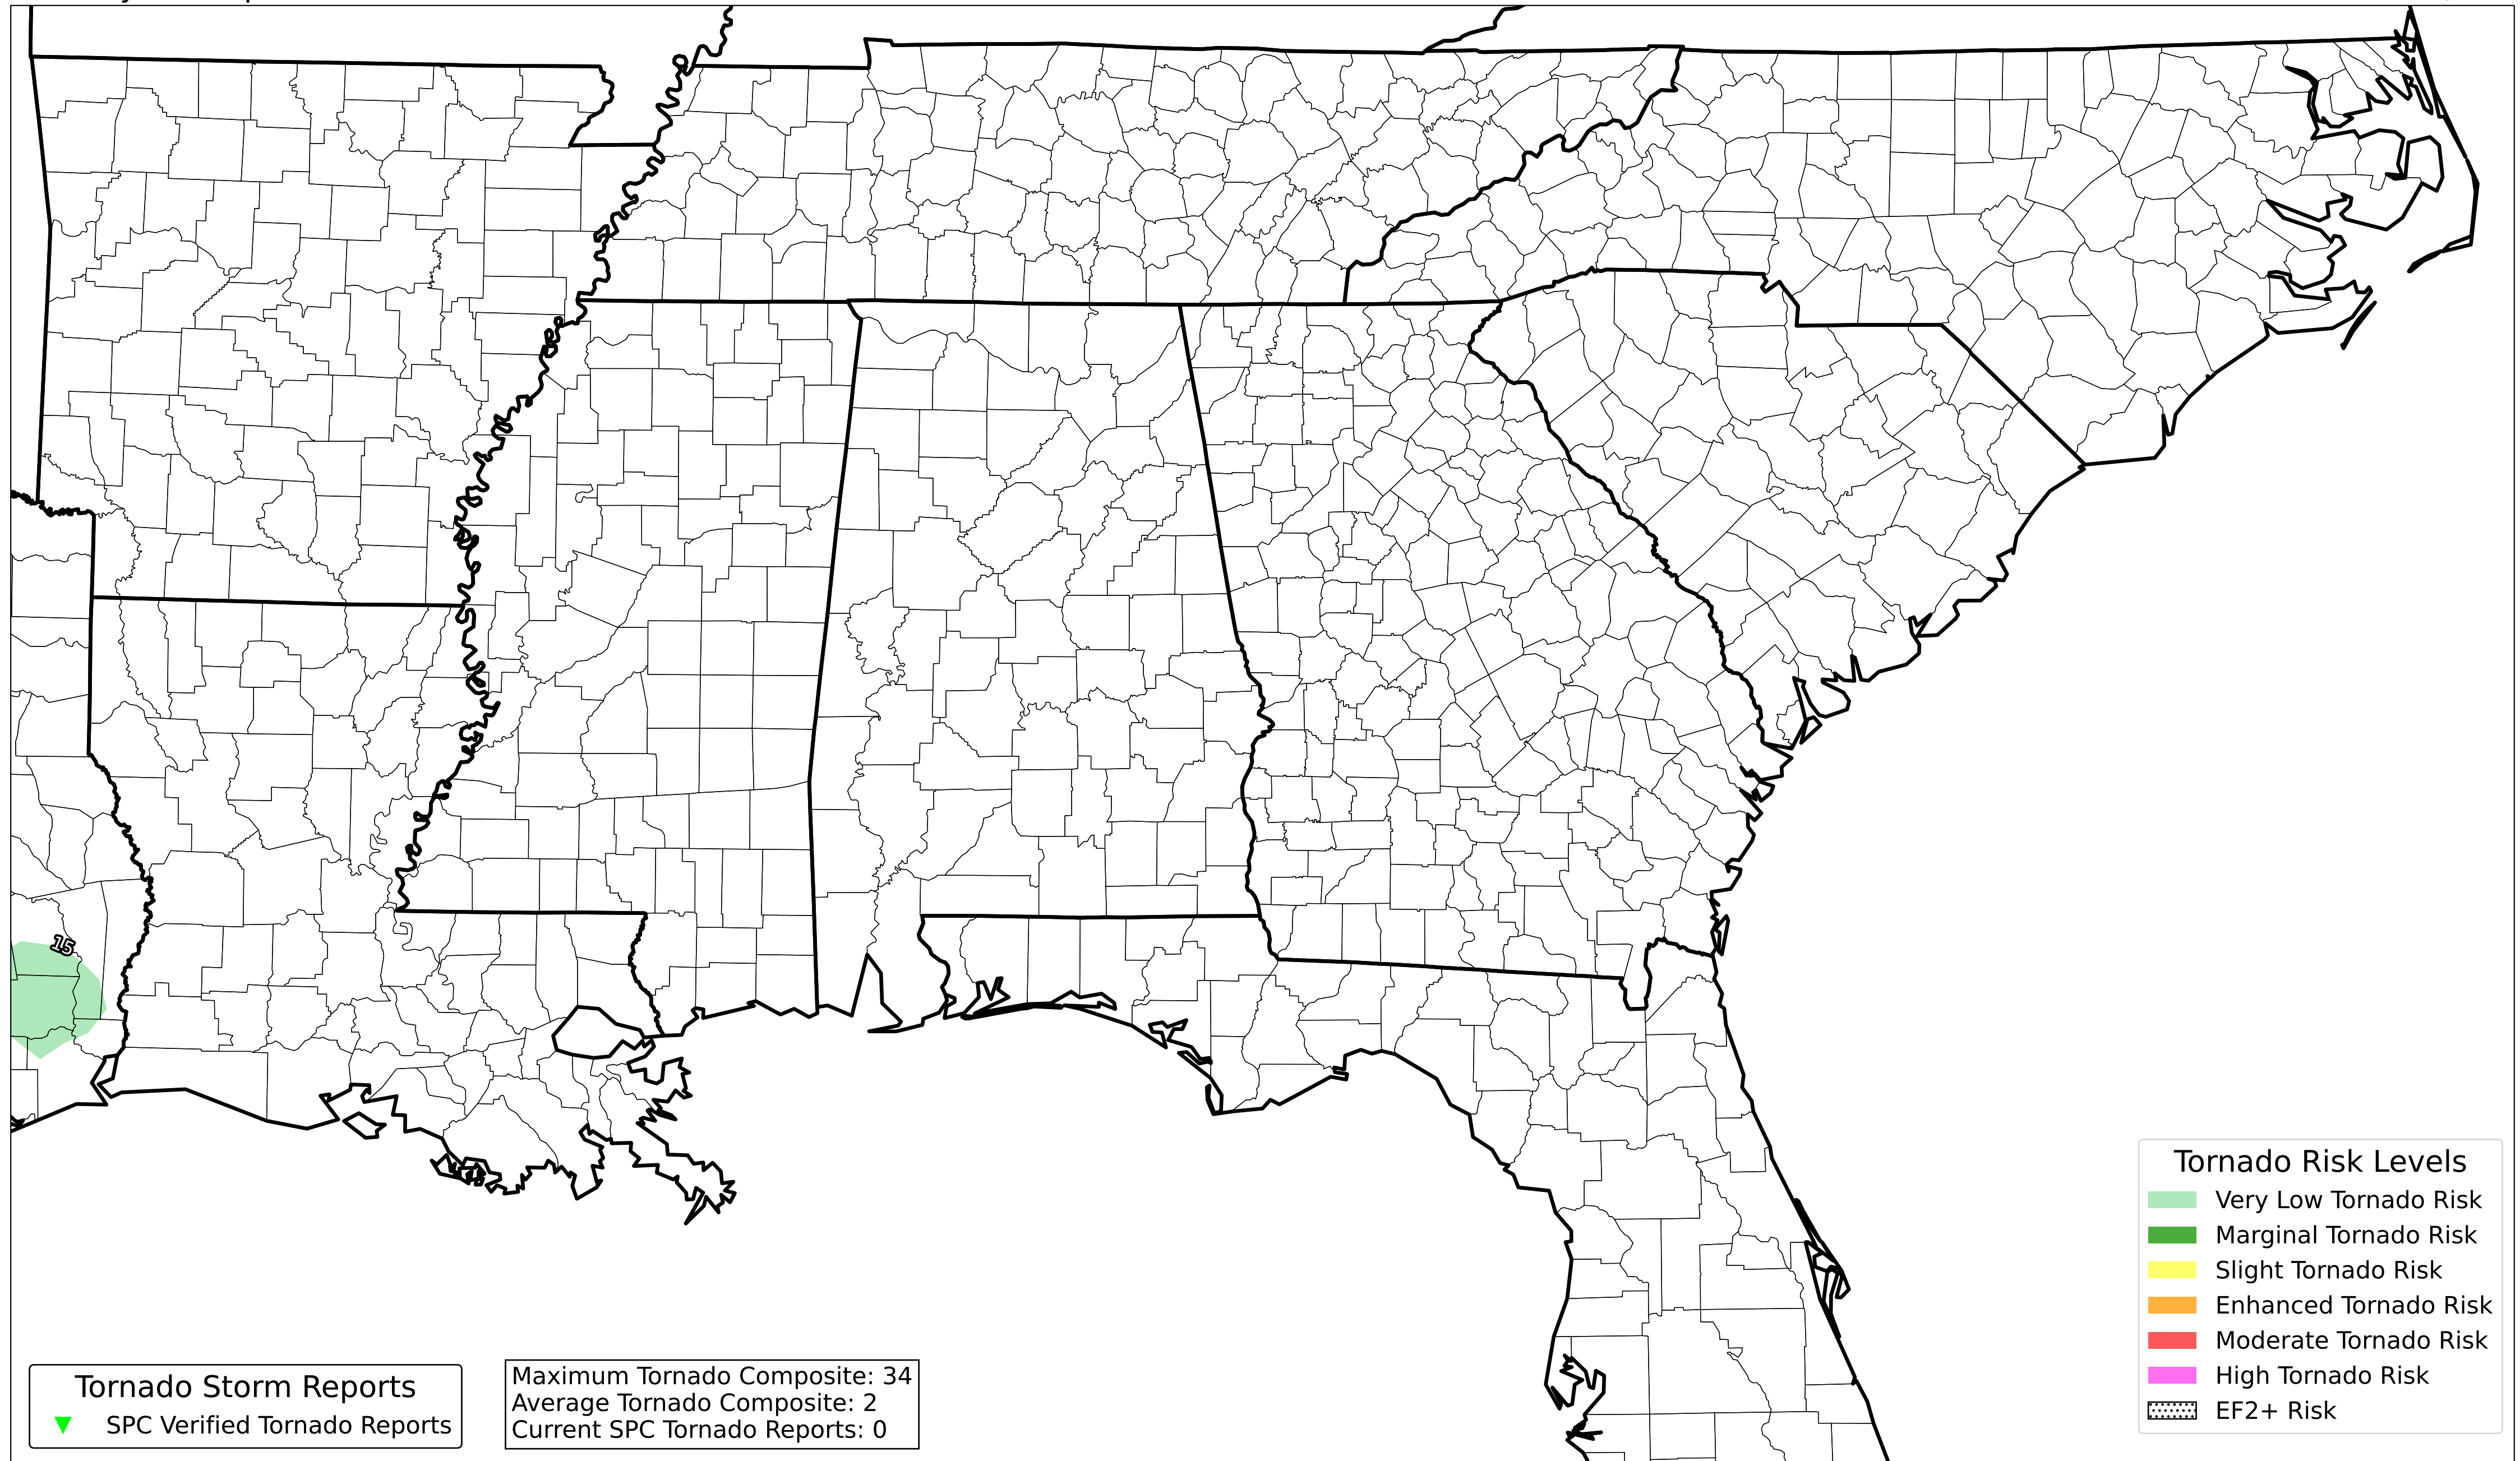 15
Tornado Risk Levels
Very Low Tornado Risk
Marginal Tornado Risk
Slight Tornado Risk
Enhanced Tornado Risk
Moderate Tornado Risk
High Tornado Risk
EF2+ Risk
Tornado Storm Reports
SPC Verified Tornado Reports
Maximum Tornado Composite: 34
Average Tornado Composite: 2
Current SPC Tornado Reports: 0